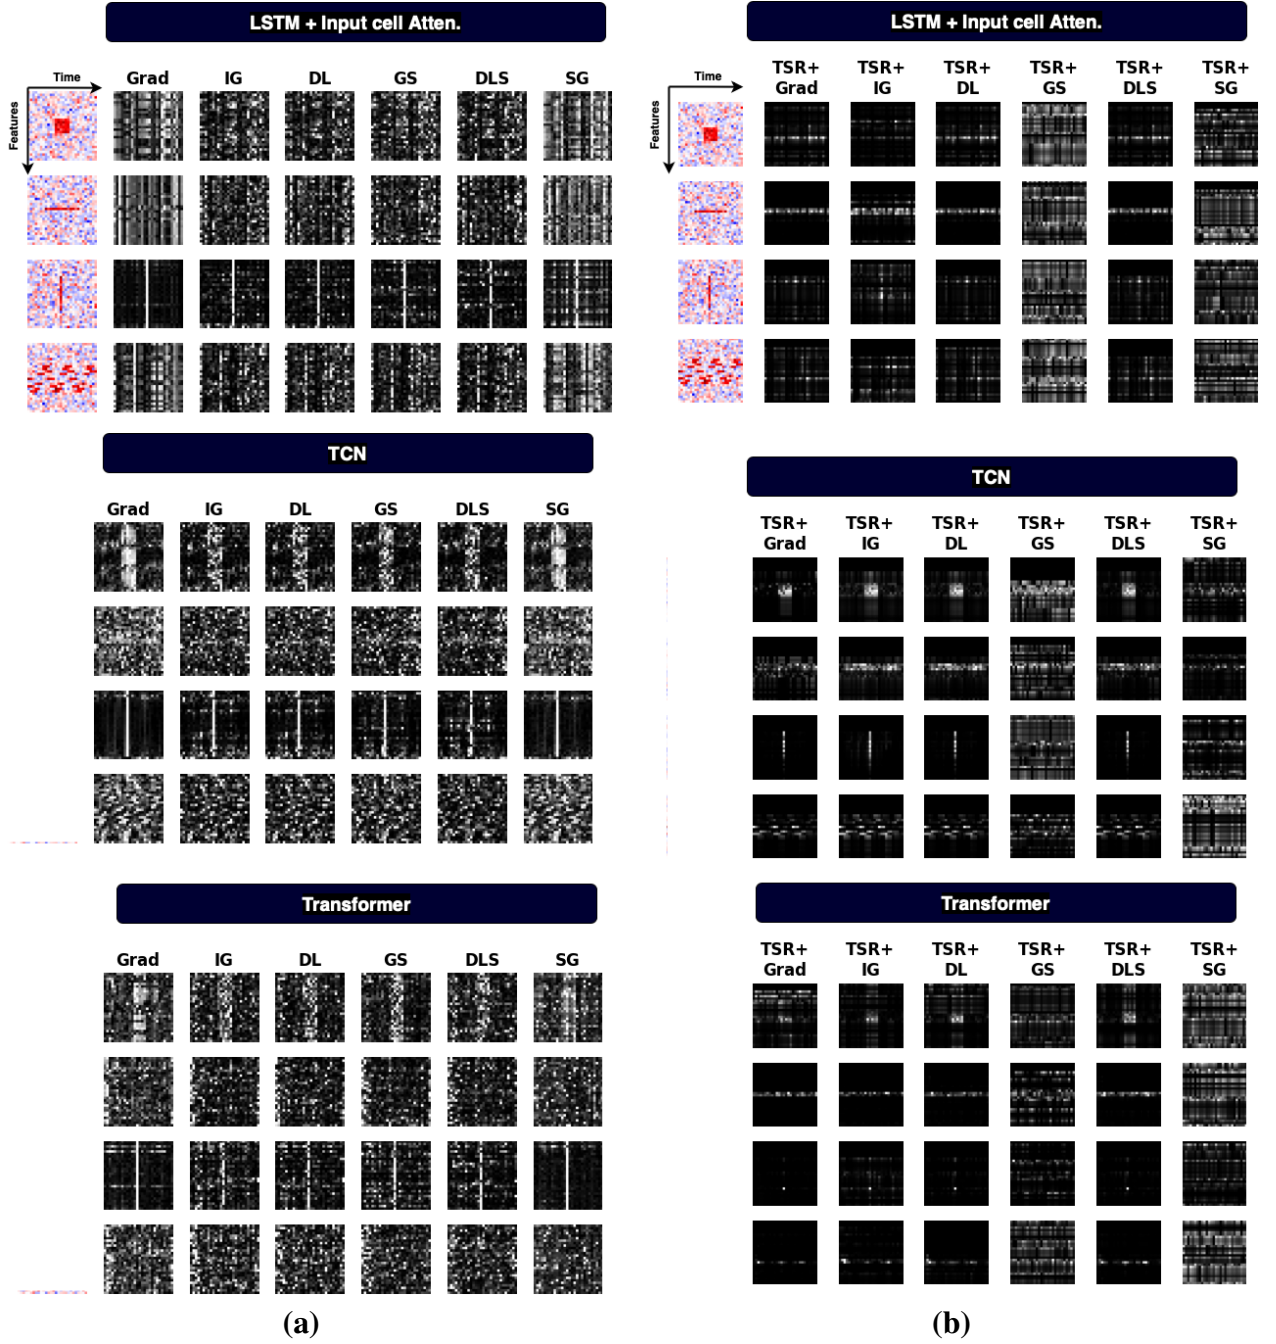 LSTM + Input cell Atten.
Time
Features
Grad IG DL GS DLS SG
TCN
Grad IG DL GS DLS SG
Transformer
Grad IG DL GS DLS SG
(a)
LSTM + Input cell Atten.
Time
Features
TSR+ TSR+ TSR+ TSR+ TSR+ TSR+
Grad IG DL GS DLS SG
TCN
TSR+ TSR+ TSR+ TSR+ TSR+ TSR+
Grad IG DL GS DLS SG
Transformer
TSR+ TSR+ TSR+ TSR+ TSR+ TSR+
Grad IG DL GS DLS SG
(b)